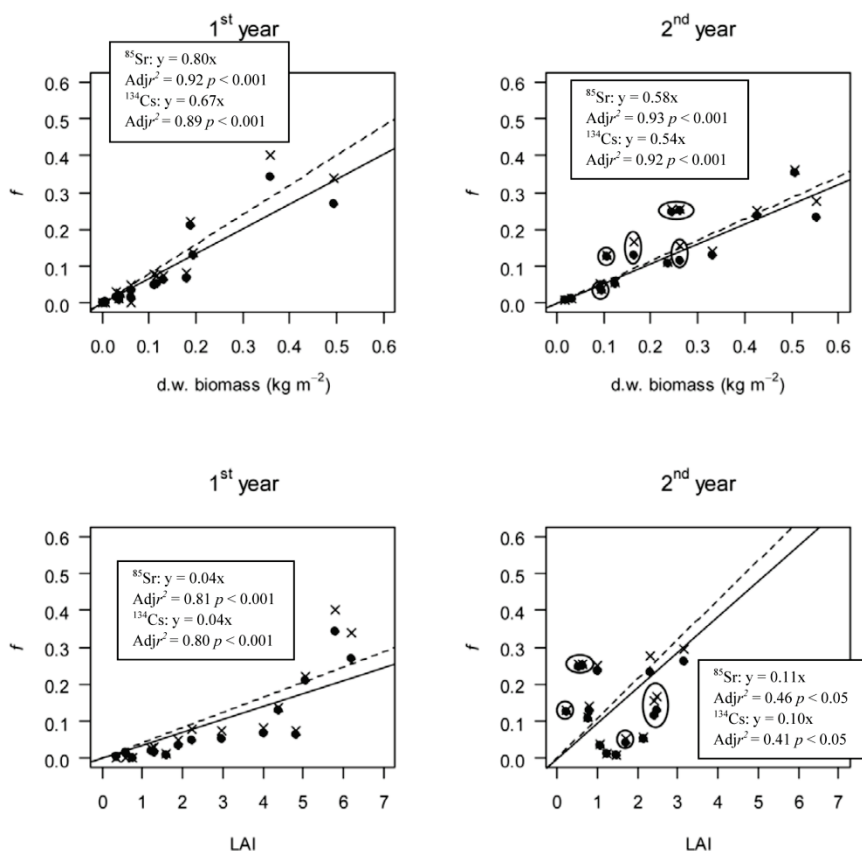 1st year
85Sr: y = 0.80x
Adjr2 = 0.92 p < 0.001
134Cs: y = 0.67x
Adjr2 = 0.89 p < 0.001
0.6
0.5
0.4
0.3
0.2
0.1
0.0
f
0.0 0.1 0.2 0.3 0.4 0.5 0.6
d.w. biomass (kg m−2)
2nd year
85Sr: y = 0.58x
Adjr2 = 0.93 p < 0.001
134Cs: y = 0.54x
Adjr2 = 0.92 p < 0.001
0.6
0.5
0.4
0.3
0.2
0.1
0.0
f
0.0 0.1 0.2 0.3 0.4 0.5 0.6
d.w. biomass (kg m−2)
1st year
85Sr: y = 0.04x
Adjr2 = 0.81 p < 0.001
134Cs: y = 0.04x
Adjr2 = 0.80 p < 0.001
0.6
0.5
0.4
0.3
0.2
0.1
0.0
f
0 1 2 3 4 5 6 7
LAI
2nd year
85Sr: y = 0.11x
Adjr2 = 0.46 p < 0.05
134Cs: y = 0.10x
Adjr2 = 0.41 p < 0.05
0.6
0.5
0.4
0.3
0.2
0.1
0.0
f
0 1 2 3 4 5 6 7
LAI